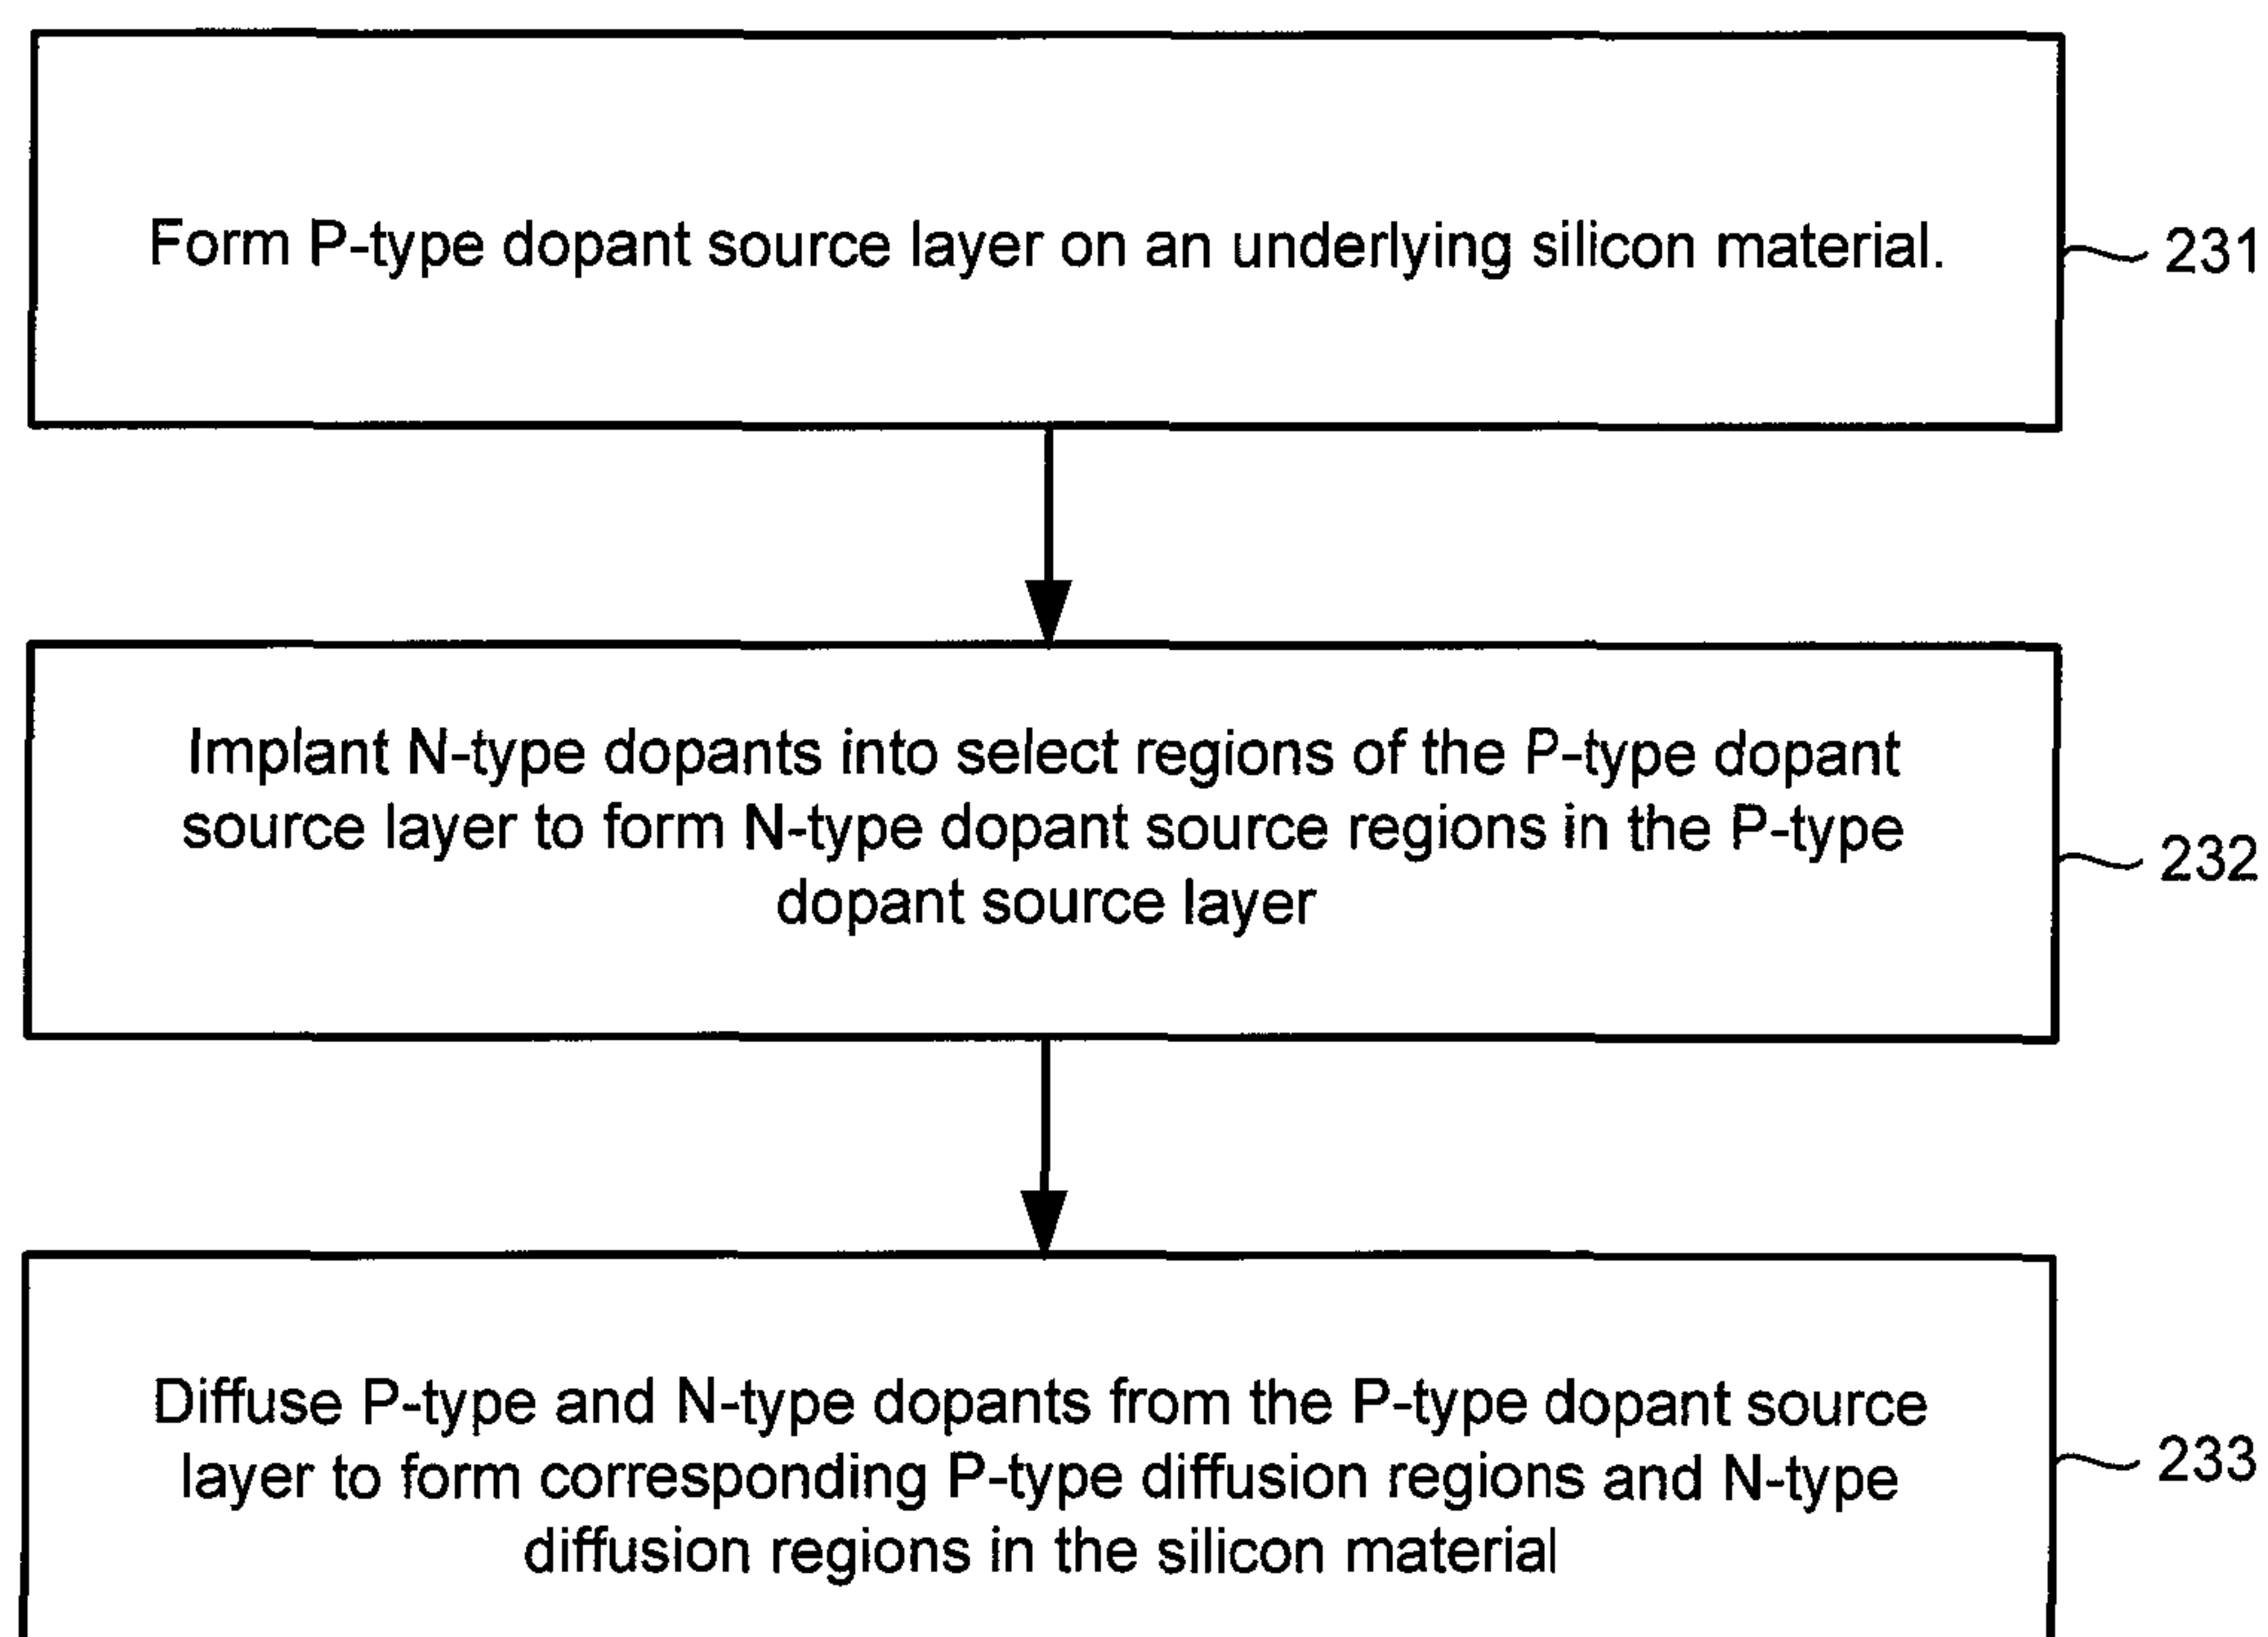 Form P-type dopant source layer on an underlying silicon material.
231
Implant N-type dopants into select regions of the P-type dopant
source layer to form N-type dopant source regions in the P-type
dopant source layer
232
Diffuse P-type and N-type dopants from the P-type dopant source
layer to form corresponding P-type diffusion regions and N-type
diffusion regions in the silicon material
233